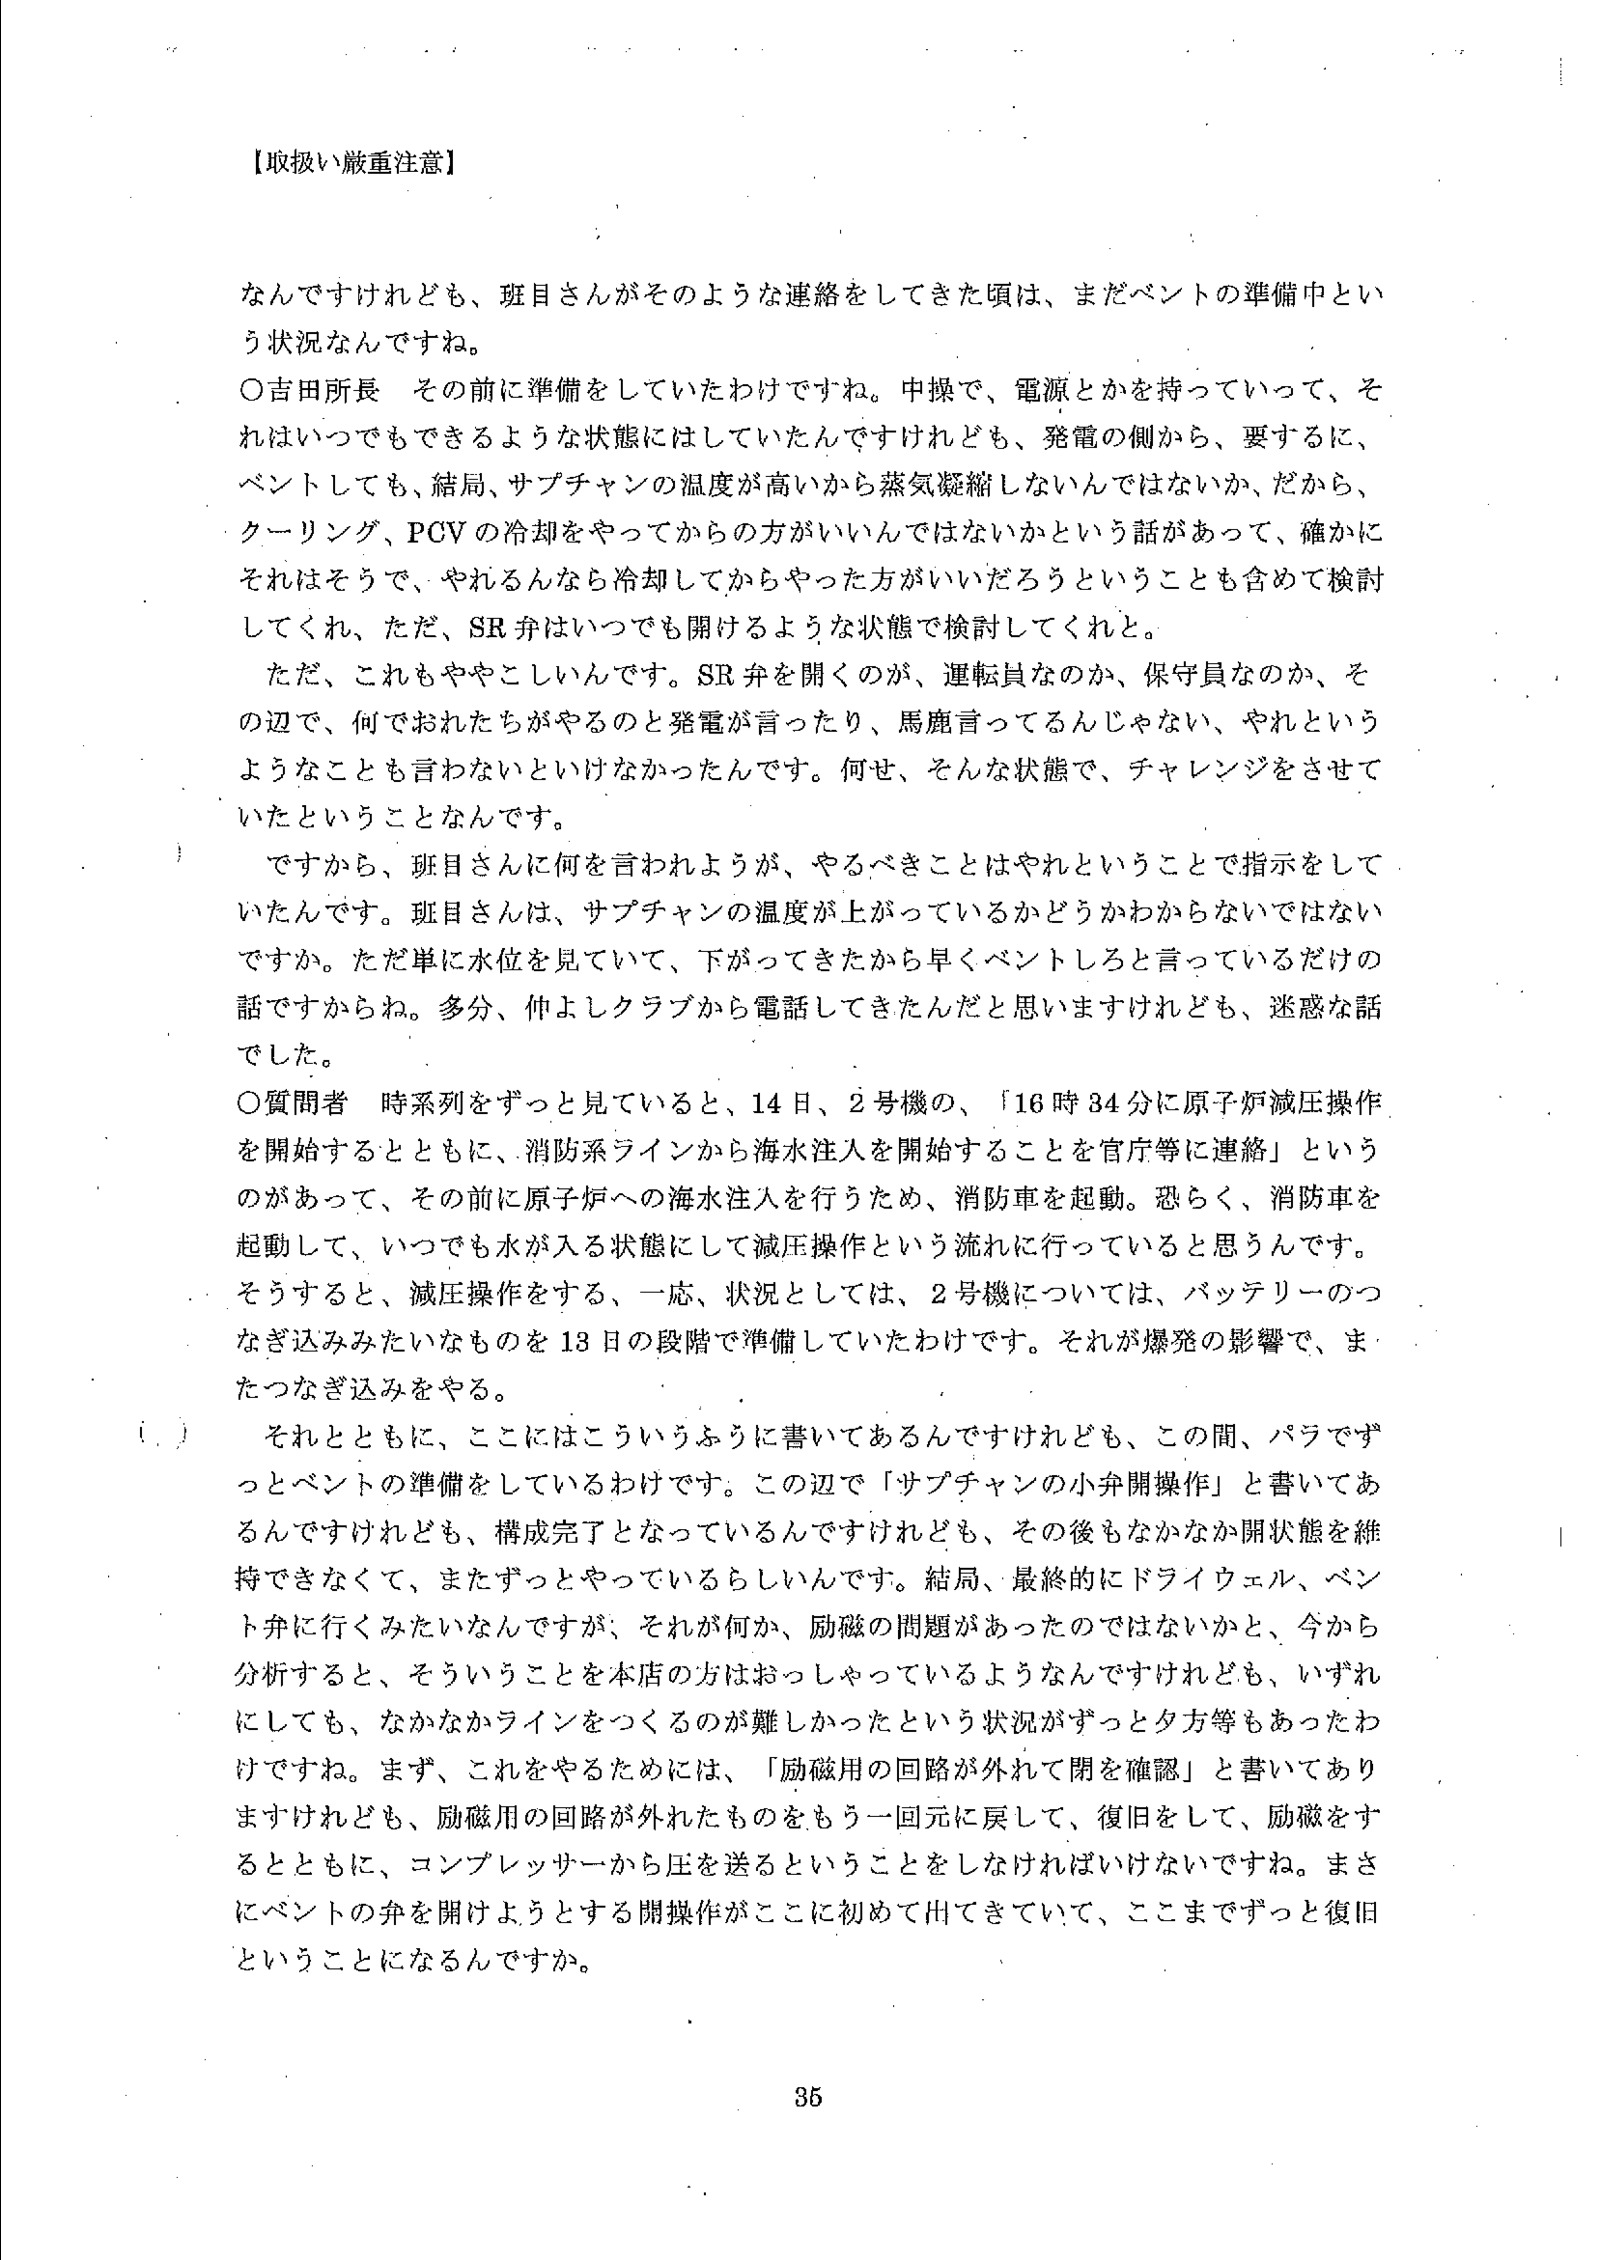 【取扱い厳重注意】
なんですけれども、班目さんがそのような連絡をしてきた頃は、まだベントの準備中とい
う状況なんですね。
○吉田所長　その前に準備をしていたわけですね。中操で、電源とかを持っていって、そ
れはいつでもできるような状態にはしていたんですけれども、発電の側から、要するに、
ベントしても、結局、サプチャンの温度が高いから蒸気凝縮しないんではないか、だから、
クーリング、PCV の冷却をやってからの方がいいんではないかという話があって、確かに
それはそうで、やれるんなら冷却してからやった方がいいだろうということも含めて検討
してくれ、ただ、SR 弁はいつでも開けるような状態で検討してくれと。
　ただ、これもややこしいんです。SR 弁を開くのが、運転員なのか、保守員なのか、そ
の辺で、何でおれたちがやるのと発電が言ったり、馬鹿言ってるんじゃない、やれという
ようなことも言わないといけなかったんです。何せ、そんな状態で、チャレンジをさせて
いたということなんです。
　ですから、班目さんに何を言われようが、やるべきことはやれということで指示をして
いたんです。班目さんは、サプチャンの温度が上がっているかどうかわからないではない
ですか。ただ単に水位を見ていて、下がってきたから早くベントしろと言っているだけの
話ですからね。多分、仲よしクラブから電話してきたんだと思いますけれども、迷惑な話
でした。
○質問者　時系列をずっと見ていると、14 日、2 号機の、「16 時 34 分に原子炉減圧操作
を開始するとともに、消防系ラインから海水注入を開始することを官庁等に連絡」という
のがあって、その前に原子炉への海水注入を行うため、消防車を起動。恐らく、消防車を
起動して、いつでも水が入る状態にして減圧操作という流れに行っていると思うんです。
そうすると、減圧操作をする、一応、状況としては、2 号機については、バッテリーのつ
なぎ込みみたいなものを 13 日の段階で準備していたわけです。それが爆発の影響で、ま
たつなぎ込みをやる。
　それとともに、ここにはこういうふうに書いてあるんですけれども、この間、パラでず
っとベントの準備をしているわけです。この辺で「サプチャンの小弁開操作」と書いてあ
るんですけれども、構成完了となっているんですけれども、その後もなかなか開状態を維
持できなくて、またずっとやっているらしいんです。結局、最終的にドライウェル、ベン
ト弁に行くみたいなんですが、それが何か、励磁の問題があったのではないかと、今から
分析すると、そういうことを本店の方はおっしゃっているようなんですけれども、いずれ
にしても、なかなかラインをつくるのが難しかったという状況がずっと夕方等もあったわ
けですね。まず、これをやるためには、「励磁用の回路が外れて閉を確認」と書いてあり
ますけれども、励磁用の回路が外れたものをもう一回元に戻して、復旧をして、励磁をす
るとともに、コンプレッサーから圧を送るということをしなければいけないですね。まさ
にベントの弁を開けようとする開操作がここに初めて出てきていて、ここまでずっと復旧
ということになるんですか。
35